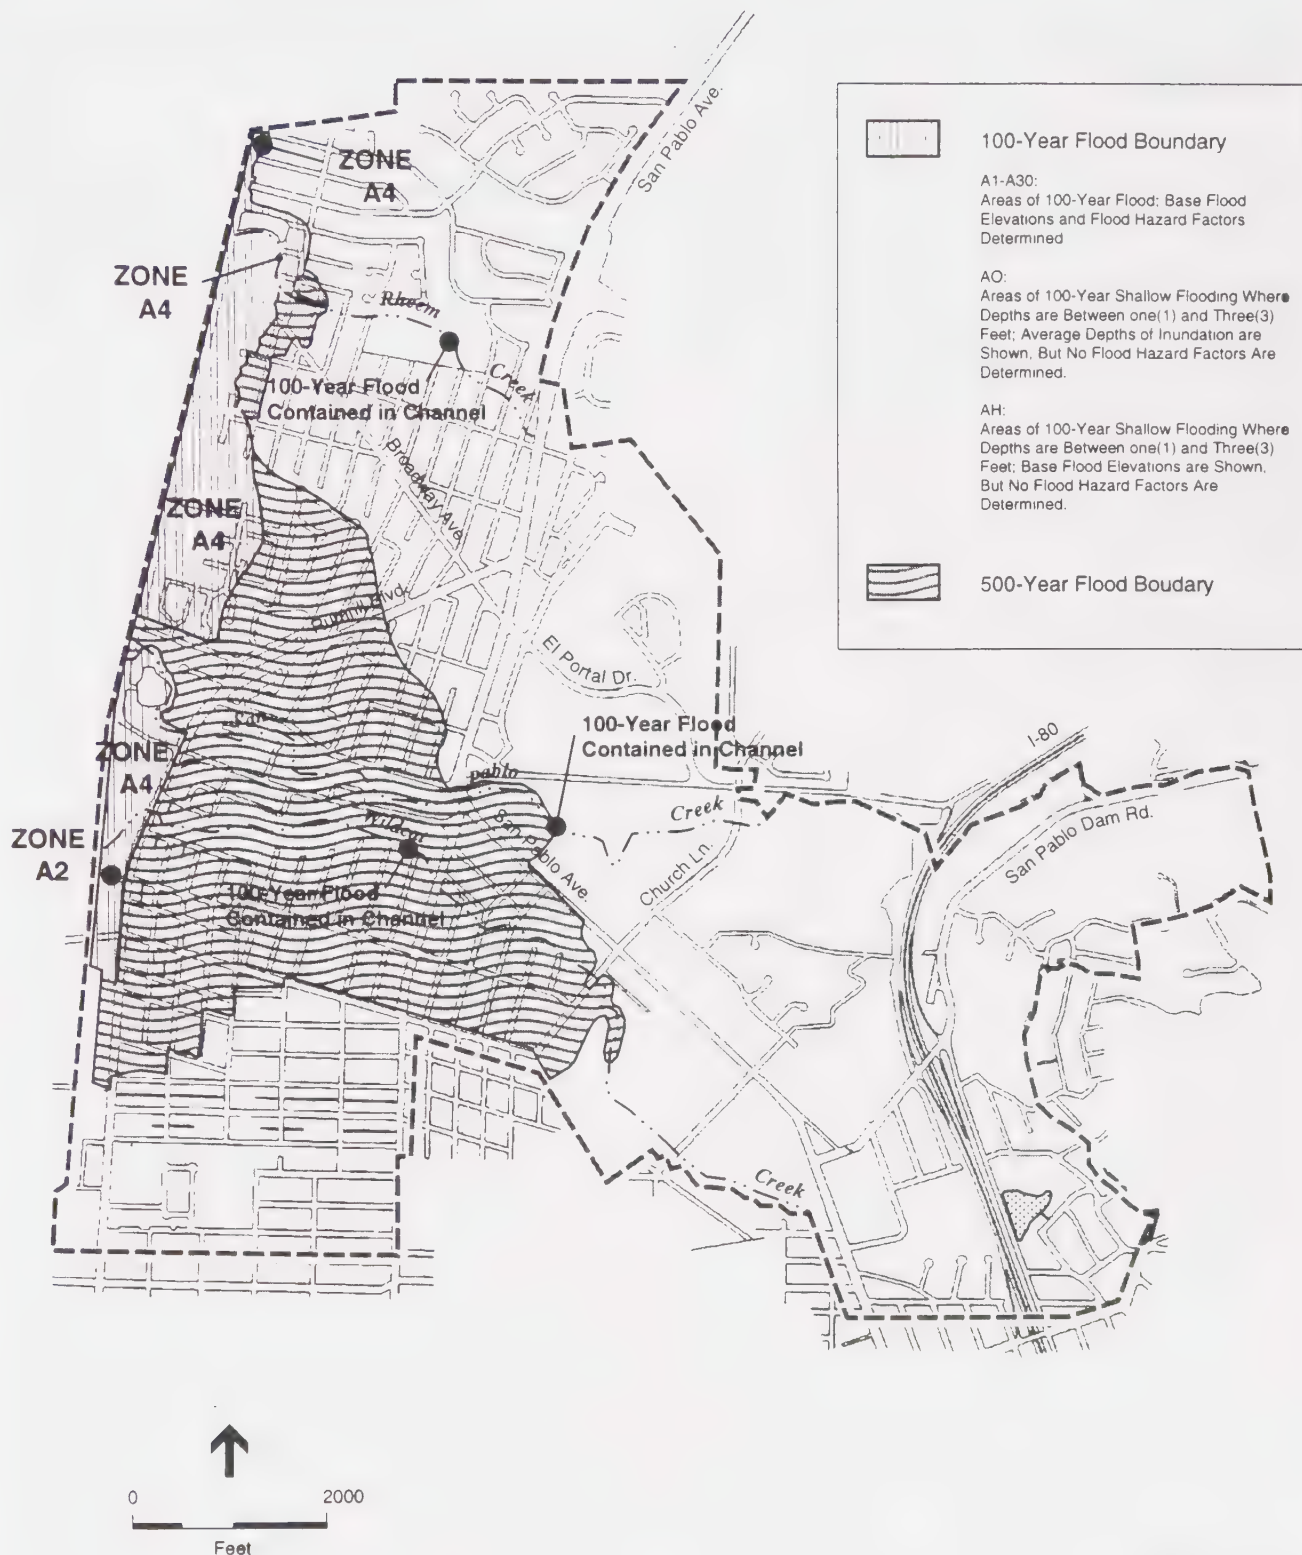 San Pablo Ave.
ZONE
A4
ZONE
A4
Rheem
Creek
100-Year Flood
Contained in Channel
Broadway Ave
ZONE
A4
Rumrill Blvd.
El Portal Dr.
San
pablo
Creek
100-Year Flood
Contained in Channel
I-80
San Pablo Dam Rd.
ZONE
A4
Wildcat
San Pablo Ave.
Church Ln.
ZONE
A2
100-Year Flood
Contained in Channel
Creek
100-Year Flood Boundary
A1-A30:
Areas of 100-Year Flood; Base Flood
Elevations and Flood Hazard Factors
Determined
AO:
Areas of 100-Year Shallow Flooding Where
Depths are Between one(1) and Three(3)
Feet; Average Depths of Inundation are
Shown, But No Flood Hazard Factors Are
Determined.
AH:
Areas of 100-Year Shallow Flooding Where
Depths are Between one(1) and Three(3)
Feet; Base Flood Elevations are Shown,
But No Flood Hazard Factors Are
Determined.
500-Year Flood Boudary
0 2000
Feet